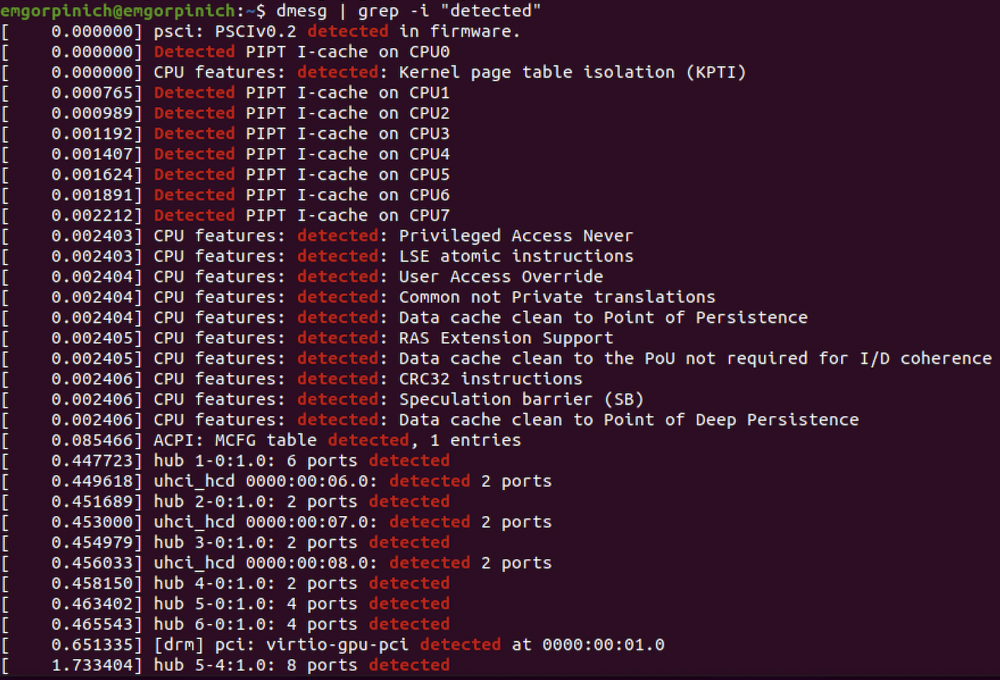 emgorpinich@emgorpinich:~$ dmesg | grep -i "detected"
[    0.000000] psci: PSCIv0.2 detected in firmware.
[    0.000000] Detected PIPT I-cache on CPU0
[    0.000000] CPU features: detected: Kernel page table isolation (KPTI)
[    0.000765] Detected PIPT I-cache on CPU1
[    0.000989] Detected PIPT I-cache on CPU2
[    0.001192] Detected PIPT I-cache on CPU3
[    0.001407] Detected PIPT I-cache on CPU4
[    0.001624] Detected PIPT I-cache on CPU5
[    0.001891] Detected PIPT I-cache on CPU6
[    0.002212] Detected PIPT I-cache on CPU7
[    0.002403] CPU features: detected: Privileged Access Never
[    0.002403] CPU features: detected: LSE atomic instructions
[    0.002404] CPU features: detected: User Access Override
[    0.002404] CPU features: detected: Common not Private translations
[    0.002404] CPU features: detected: Data cache clean to Point of Persistence
[    0.002405] CPU features: detected: RAS Extension Support
[    0.002405] CPU features: detected: Data cache clean to the PoU not required for I/D coherence
[    0.002406] CPU features: detected: CRC32 instructions
[    0.002406] CPU features: detected: Speculation barrier (SB)
[    0.002406] CPU features: detected: Data cache clean to Point of Deep Persistence
[    0.085466] ACPI: MCFG table detected, 1 entries
[    0.447723] hub 1-0:1.0: 6 ports detected
[    0.449618] uhci_hcd 0000:00:06.0: detected 2 ports
[    0.451689] hub 2-0:1.0: 2 ports detected
[    0.453000] uhci_hcd 0000:00:07.0: detected 2 ports
[    0.454979] hub 3-0:1.0: 2 ports detected
[    0.456033] uhci_hcd 0000:00:08.0: detected 2 ports
[    0.458150] hub 4-0:1.0: 2 ports detected
[    0.463402] hub 5-0:1.0: 4 ports detected
[    0.465543] hub 6-0:1.0: 4 ports detected
[    0.651335] [drm] pci: virtio-gpu-pci detected at 0000:00:01.0
[    1.733404] hub 5-4:1.0: 8 ports detected